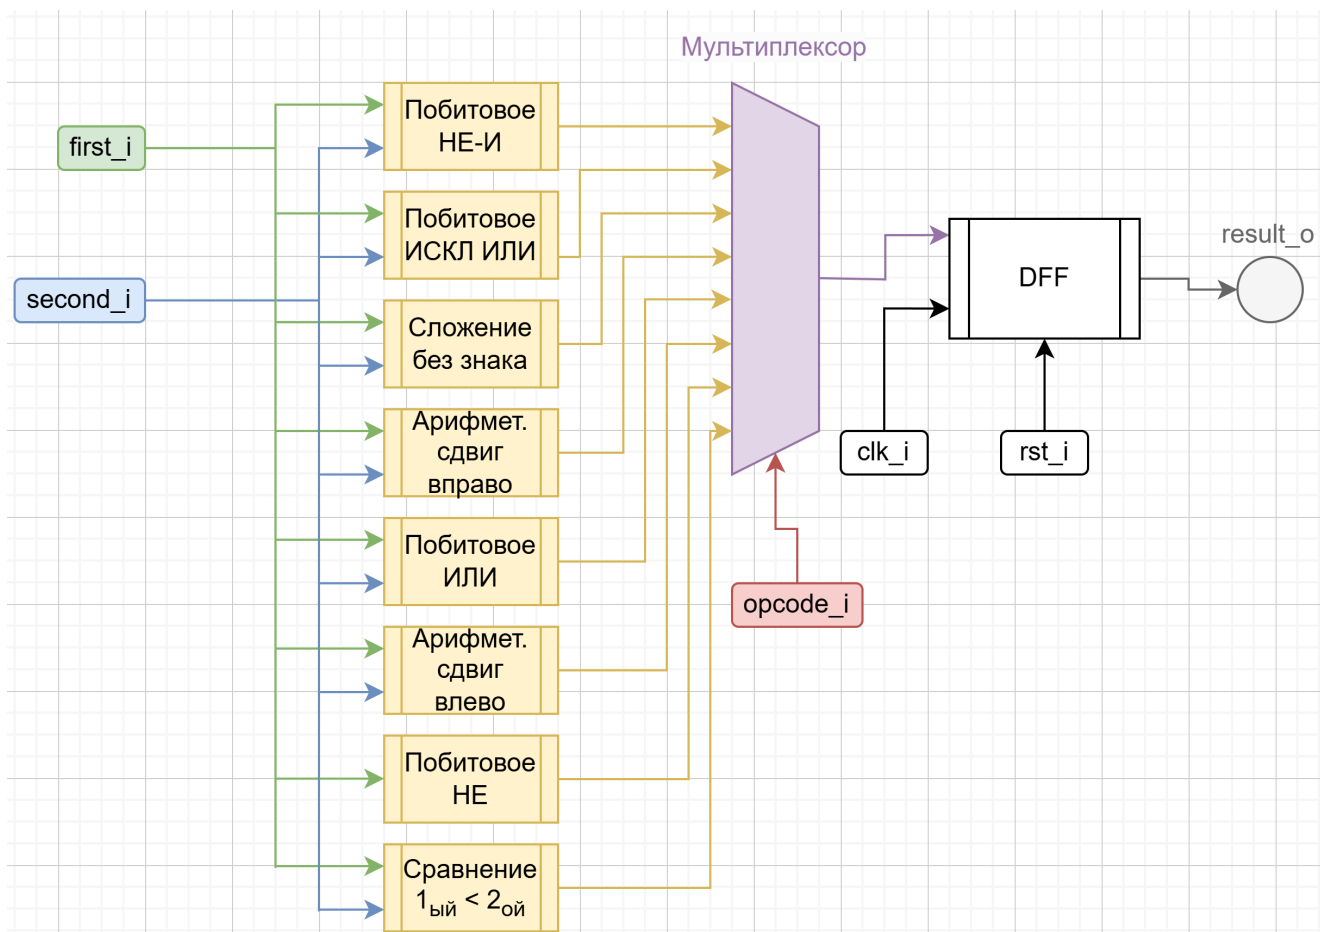 Мультиплексор
first_i
second_i
Побитовое
НЕ-И
Побитовое
ИСКЛ ИЛИ
Сложение
без знака
Арифмет.
сдвиг
вправо
Побитовое
ИЛИ
Арифмет.
сдвиг
влево
Побитовое
НЕ
Сравнение
1ый < 2ой
opcode_i
DFF
clk_i
rst_i
result_o